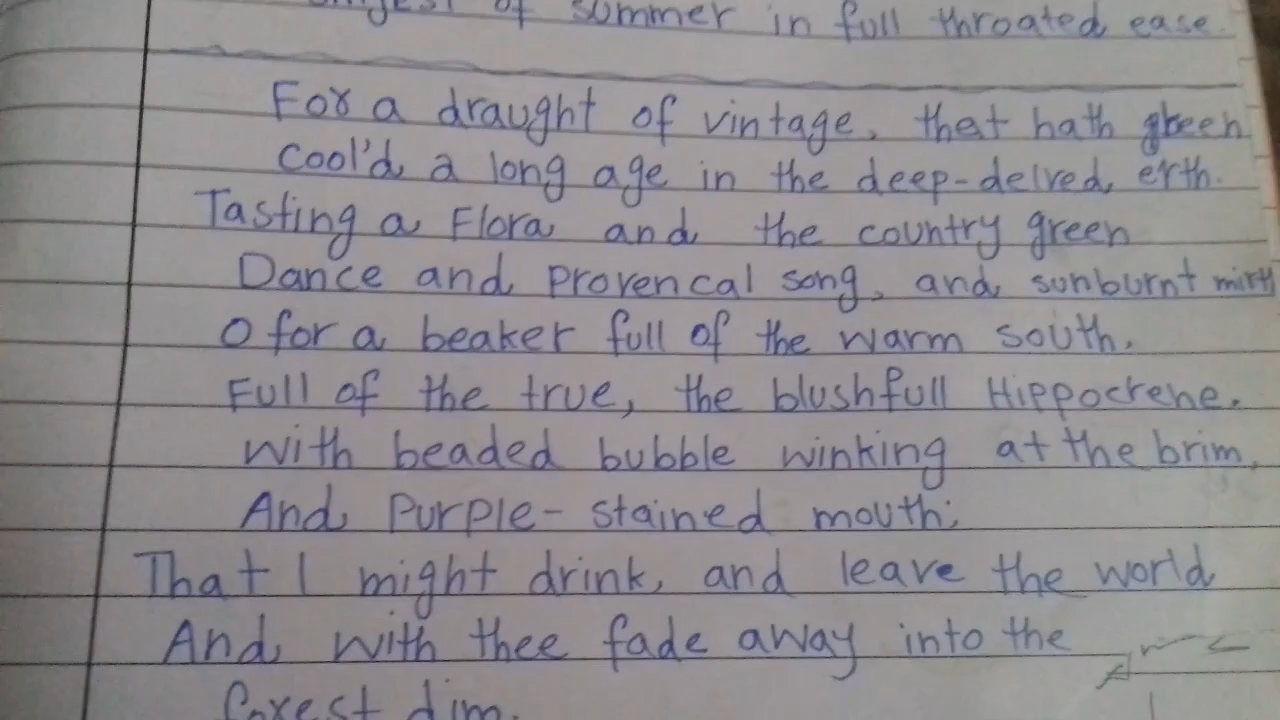 of summer in full throated ease.
For a draught of vintage, that hath been
Cool'd a long age in the deep-delved, erth.
Tasting a Flora and the country green
Dance and Provencal song, and sunburnt mirth
O for a beaker full of the warm south.
Full of the true, the blushfull Hippocrene.
With beaded bubble winking at the brim,
And Purple-stained mouth;
That I might drink, and leave the world
And with thee fade away into the
forest dim.